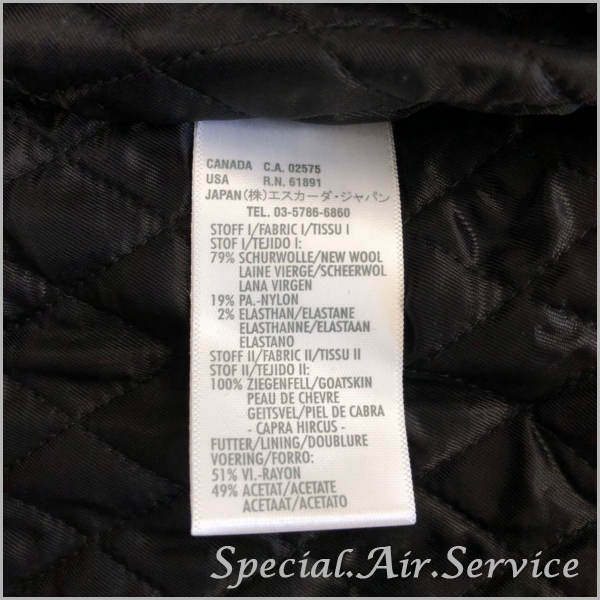 CANADA C.A. 02575
USA R.N. 61891
JAPAN (株)エスカーダ・ジャパン
TEL. 03-5786-6860
STOFF I/FABRIC I/TISSU I
STOF I/TEJIDO I:
79% SCHURWOLLE/NEW WOOL
LAINE VIERGE/SCHEERWOL
LANA VIRGEN
19% PA.-NYLON
2% ELASTHAN/ELASTANE
ELASTHANNE/ELASTAAN
ELASTANO
STOFF II/FABRIC II/TISSU II
STOF II/TEJIDO II:
100% ZIEGENFELL/GOATSKIN
PEAU DE CHEVRE
GEITSVEL/PIEL DE CABRA
- CAPRA HIRCUS -
FUTTER/LINING/DOUBLURE
VOERING/FORRO:
51% VI.-RAYON
49% ACETAT/ACETATE
ACETAAT/ACETATO
Special.Air.Service